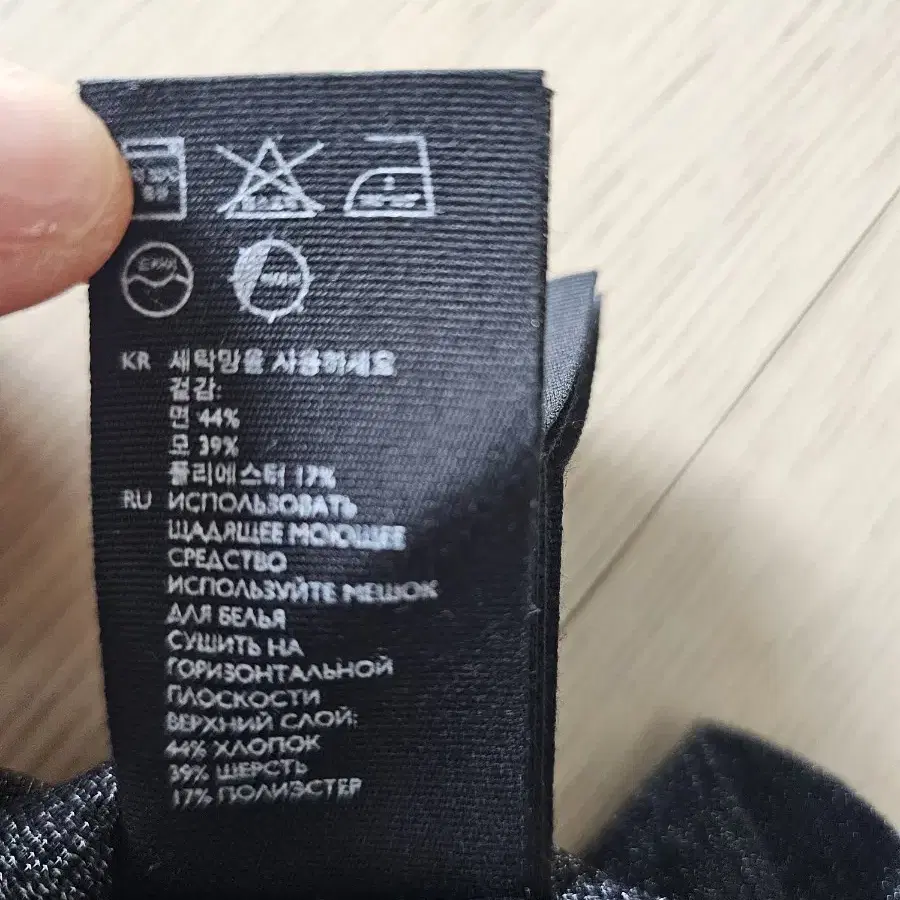 KR 세탁망을 사용하세요
겉감:
면 44%
모 39%
폴리에스터 17%
RU ИСПОЛЬЗОВАТЬ
ЩАДЯЩЕЕ МОЮЩЕЕ
СРЕДСТВО
ИСПОЛЬЗУЙТЕ МЕШОК
ДЛЯ БЕЛЬЯ
СУШИТЬ НА
ГОРИЗОНТАЛЬНОЙ
ПЛОСКОСТИ
ВЕРХНИЙ СЛОЙ:
44% ХЛОПОК
39% ШЕРСТЬ
17% ПОЛИЭСТЕР